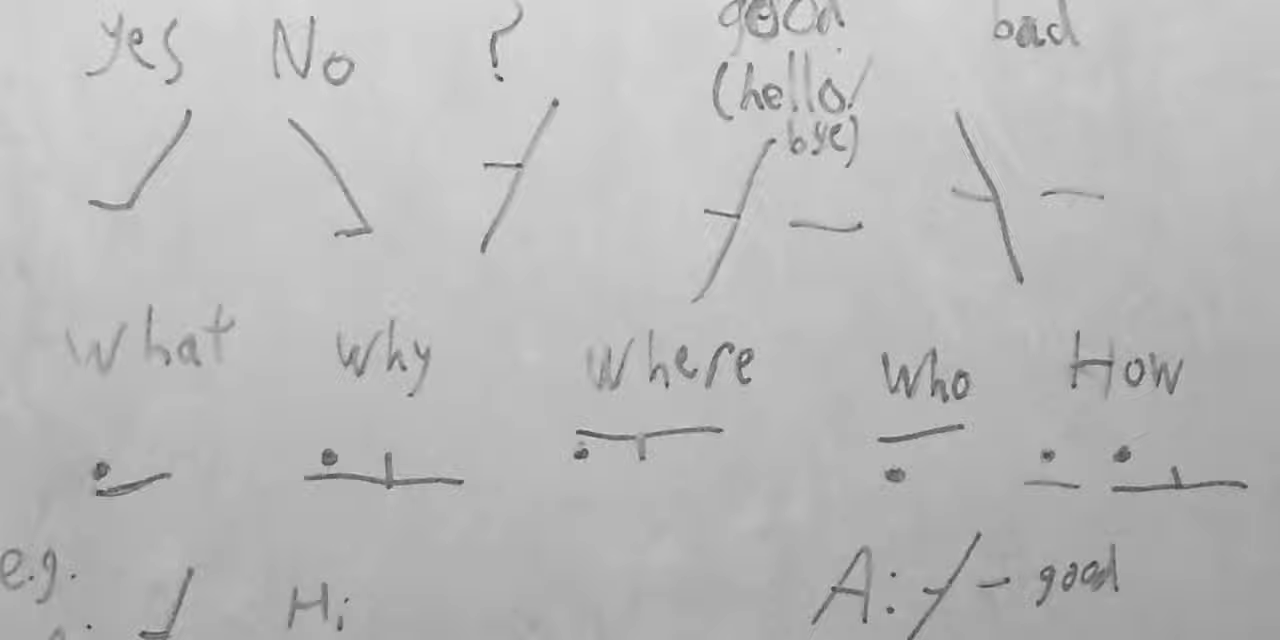 yes No ? good bad
(hello/
bye)
What Why Where Who How
e.g.
Hi A: good